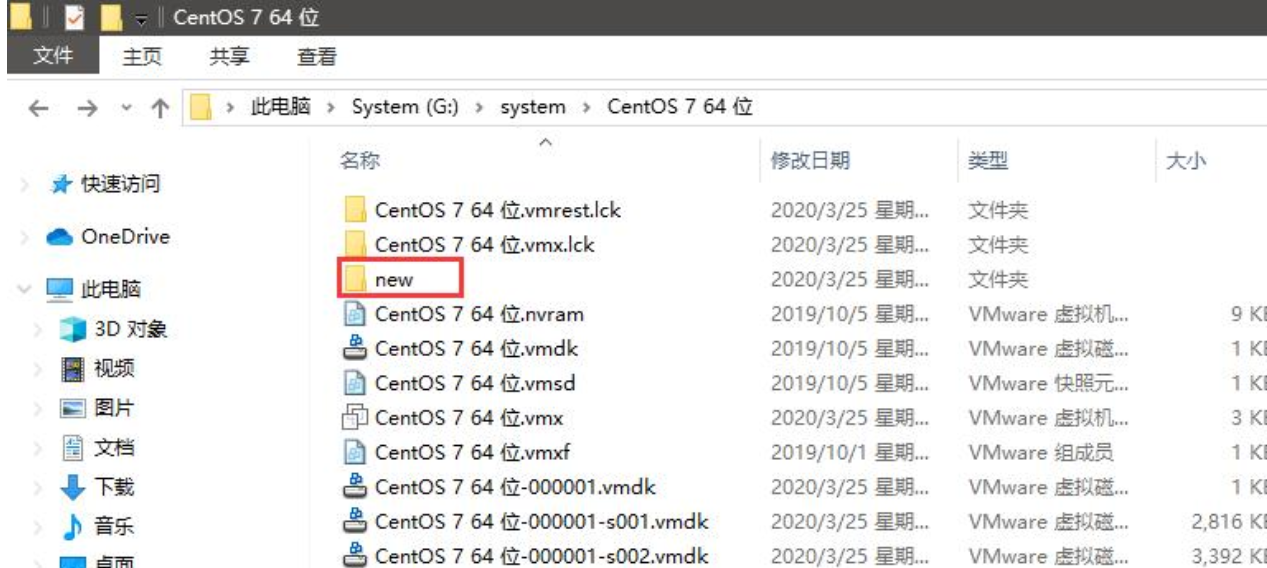 CentOS 7 64 位
文件 主页 共享 查看
此电脑 System (G:) system CentOS 7 64 位
名称 修改日期 类型 大小
快速访问
OneDrive
此电脑
3D 对象
视频
图片
文档
下载
音乐
桌面
CentOS 7 64 位.vmrest.lck 2020/3/25 星期... 文件夹
CentOS 7 64 位.vmx.lck 2020/3/25 星期... 文件夹
new 2020/3/25 星期... 文件夹
CentOS 7 64 位.nvram 2019/10/5 星期... VMware 虚拟机... 9 KB
CentOS 7 64 位.vmdk 2019/10/5 星期... VMware 虚拟磁... 1 KB
CentOS 7 64 位.vmsd 2019/10/5 星期... VMware 快照元... 1 KB
CentOS 7 64 位.vmx 2020/3/25 星期... VMware 虚拟机... 3 KB
CentOS 7 64 位.vmxf 2019/10/1 星期... VMware 组成员 1 KB
CentOS 7 64 位-000001.vmdk 2020/3/25 星期... VMware 虚拟磁... 1 KB
CentOS 7 64 位-000001-s001.vmdk 2020/3/25 星期... VMware 虚拟磁... 2,816 KB
CentOS 7 64 位-000001-s002.vmdk 2020/3/25 星期... VMware 虚拟磁... 3,392 KB